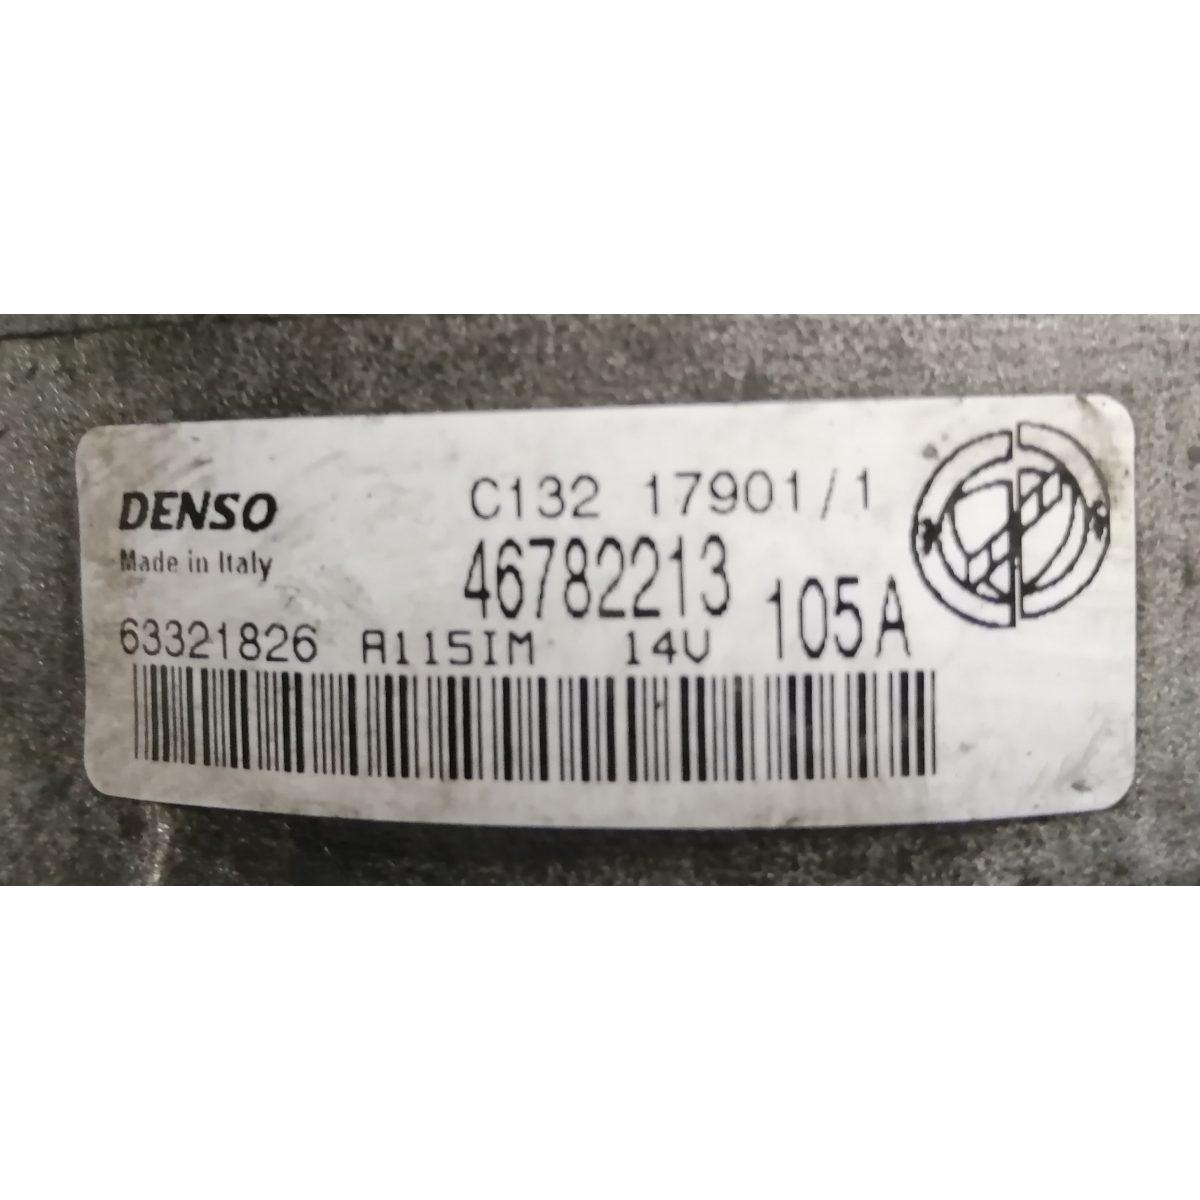 DENSO
Made in Italy
C132 17901/1
46782213
105A
63321826 A115IM 14V